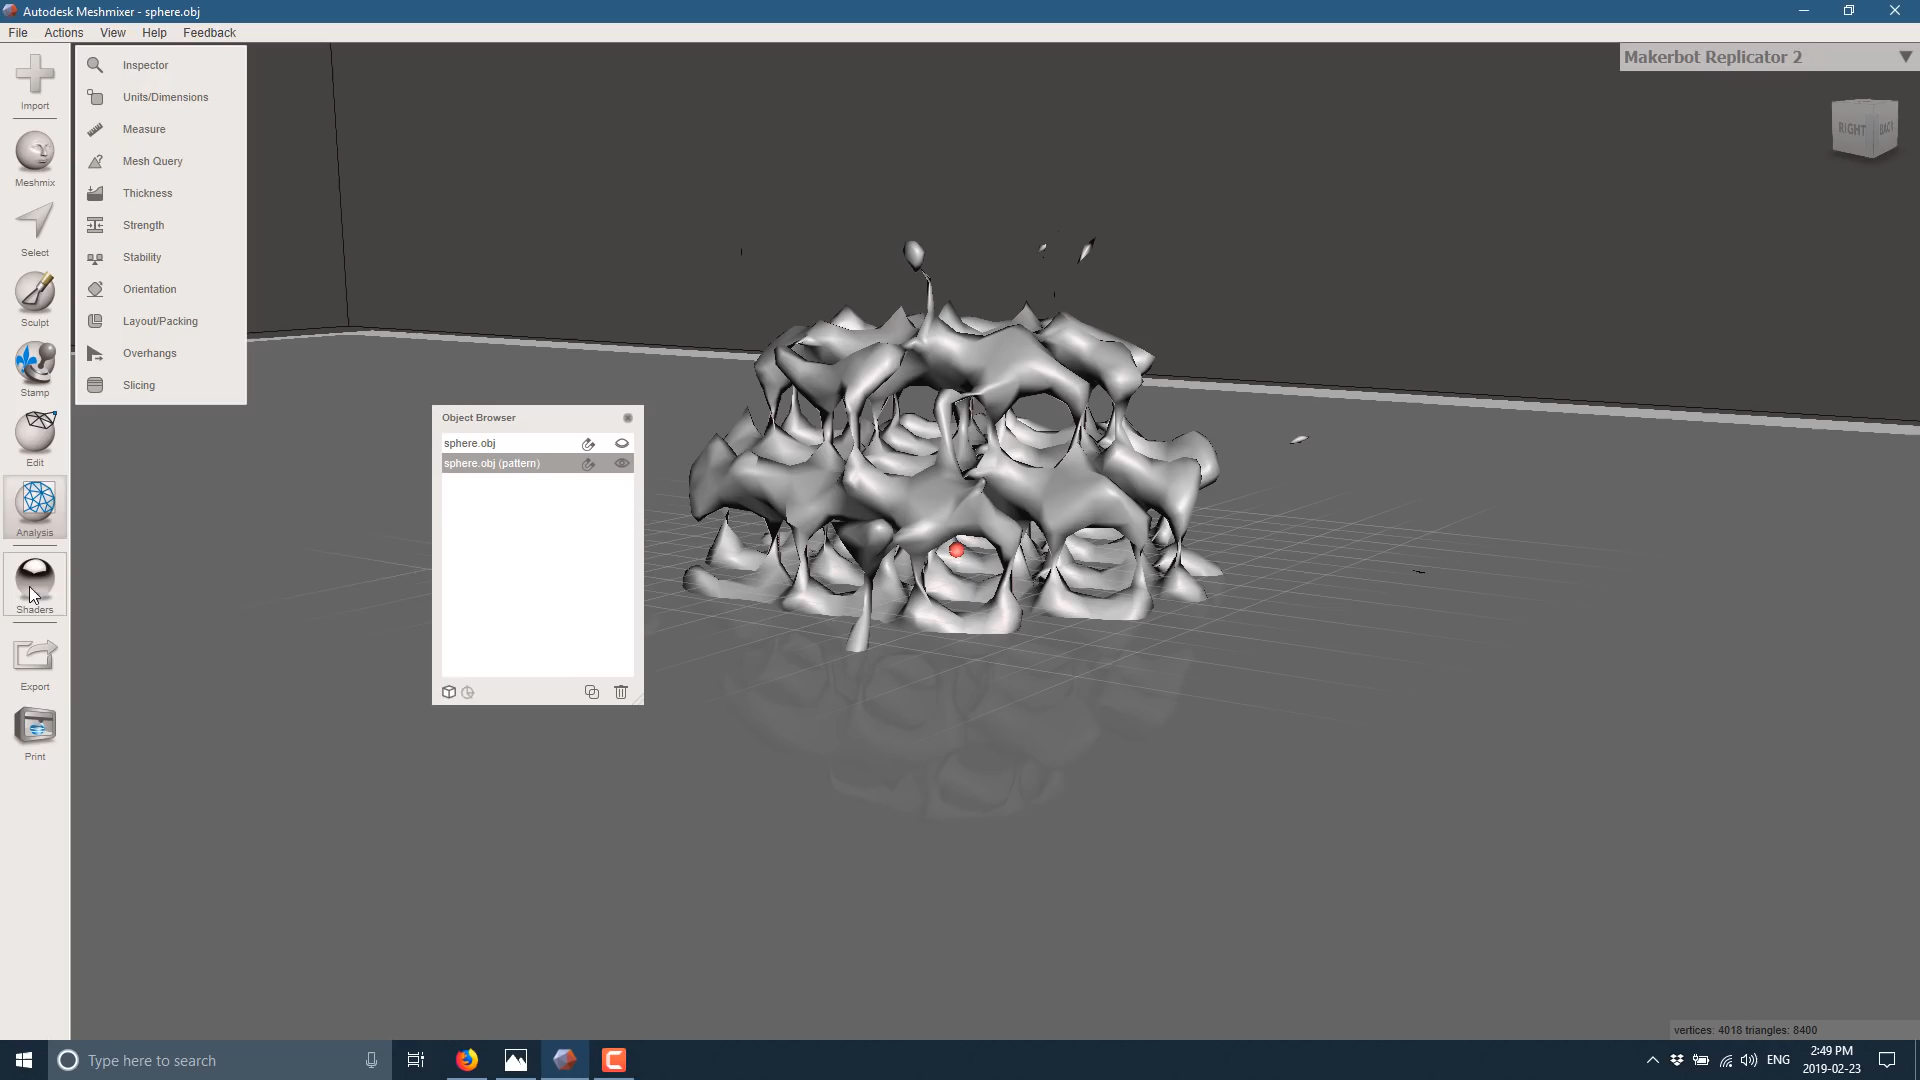 Autodesk Meshmixer - sphere.obj
File Actions View Help Feedback
Import
Meshmix
Select
Sculpt
Stamp
Edit
Analysis
Shaders
Export
Print
Inspector
Units/Dimensions
Measure
Mesh Query
Thickness
Strength
Stability
Orientation
Layout/Packing
Overhangs
Slicing
Object Browser
sphere.obj
sphere.obj (pattern)
Makerbot Replicator 2
RIGHT BACK
vertices: 4018 triangles: 8400
Type here to search
ENG
2:49 PM
2019-02-23